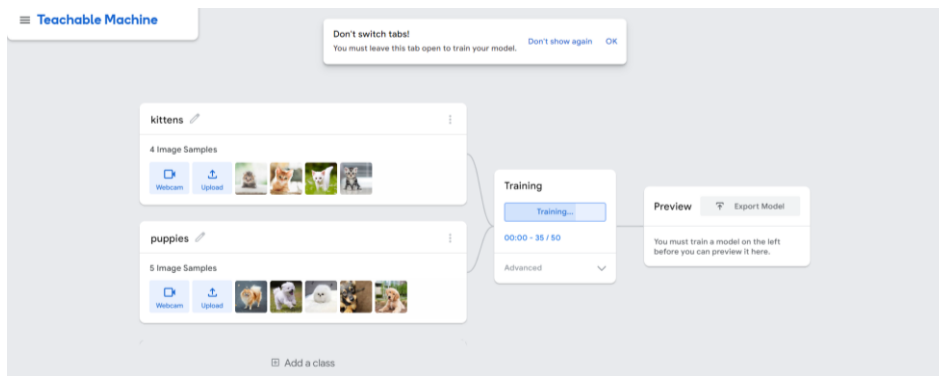 Teachable Machine
Don't switch tabs!
You must leave this tab open to train your model.
Don't show again
OK
kittens
4 Image Samples
Webcam
Upload
puppies
5 Image Samples
Webcam
Upload
Add a class
Training
Training...
00:00 - 35 / 50
Advanced
Preview
Export Model
You must train a model on the left
before you can preview it here.